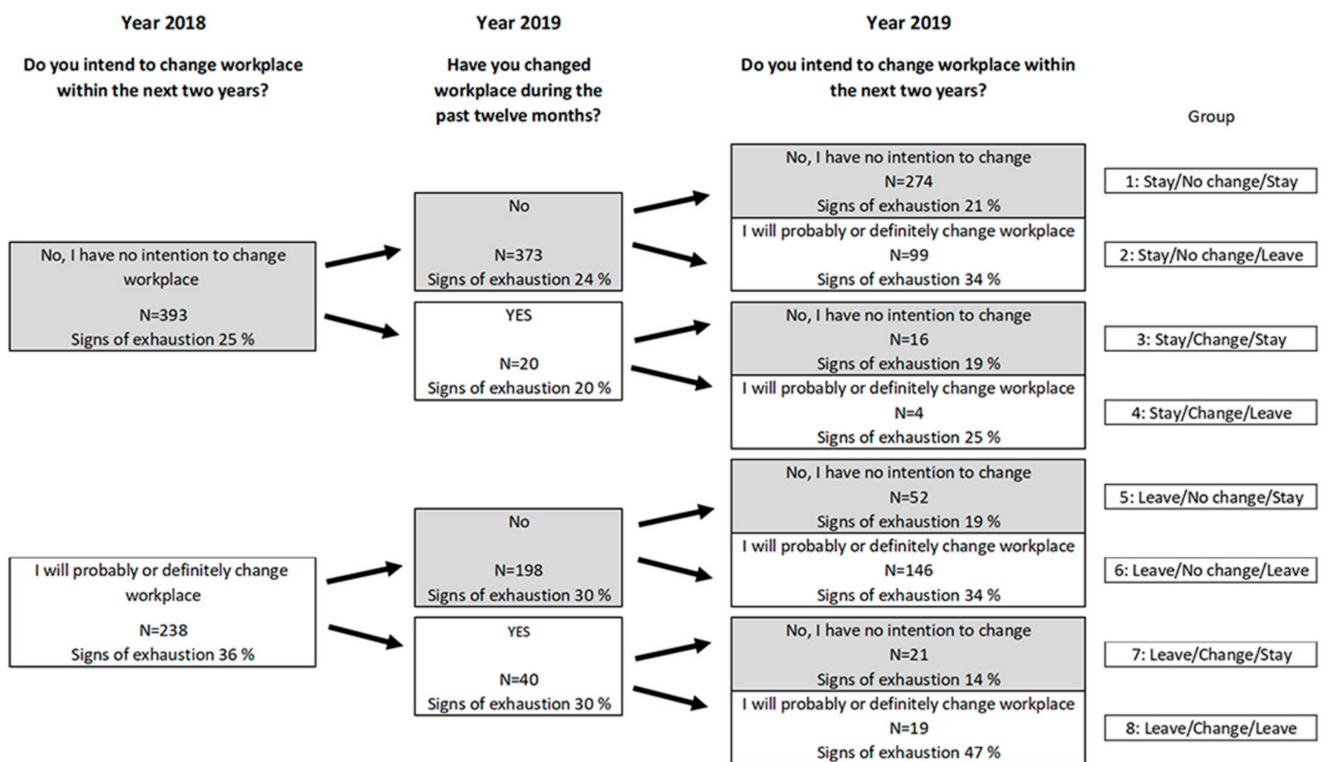 Year 2018
Do you intend to change workplace
within the next two years?
Year 2019
Have you changed
workplace during the
past twelve months?
Year 2019
Do you intend to change workplace within
the next two years?
Group
No, I have no intention to change
workplace
N=393
Signs of exhaustion 25 %
I will probably or definitely change
workplace
N=238
Signs of exhaustion 36 %
No
N=373
Signs of exhaustion 24 %
YES
N=20
Signs of exhaustion 20 %
No
N=198
Signs of exhaustion 30 %
YES
N=40
Signs of exhaustion 30 %
No, I have no intention to change
N=274
Signs of exhaustion 21 %
I will probably or definitely change workplace
N=99
Signs of exhaustion 34 %
No, I have no intention to change
N=16
Signs of exhaustion 19 %
I will probably or definitely change workplace
N=4
Signs of exhaustion 25 %
No, I have no intention to change
N=52
Signs of exhaustion 19 %
I will probably or definitely change workplace
N=146
Signs of exhaustion 34 %
No, I have no intention to change
N=21
Signs of exhaustion 14 %
I will probably or definitely change workplace
N=19
Signs of exhaustion 47 %
1: Stay/No change/Stay
2: Stay/No change/Leave
3: Stay/Change/Stay
4: Stay/Change/Leave
5: Leave/No change/Stay
6: Leave/No change/Leave
7: Leave/Change/Stay
8: Leave/Change/Leave